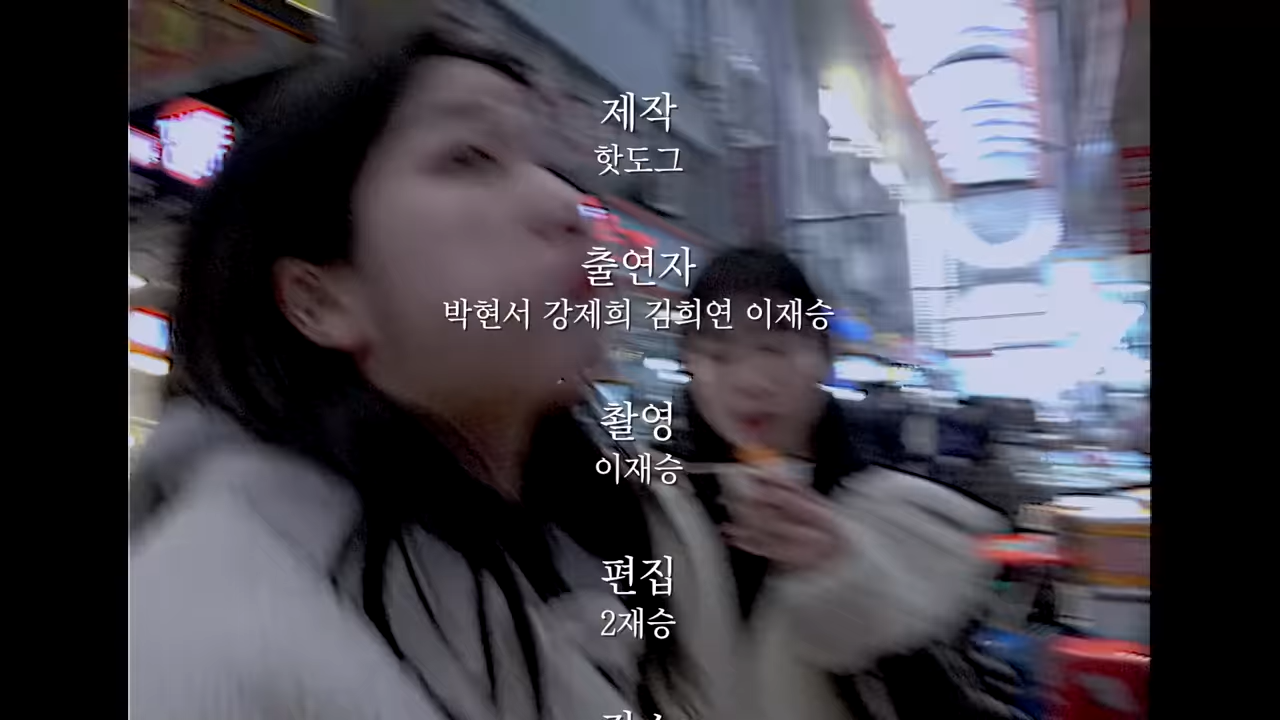 제작
핫도그
출연자
박현서 강제희 김희연 이재승
촬영
이재승
편집
2재승